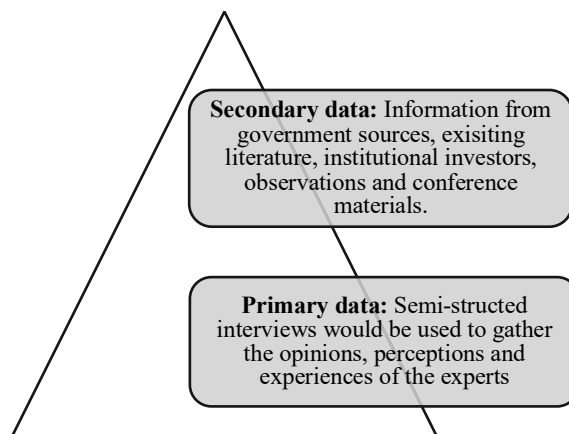 Secondary data: Information from
government sources, exisiting
literature, institutional investors,
observations and conference
materials.
Primary data: Semi-structed
interviews would be used to gather
the opinions, perceptions and
experiences of the experts